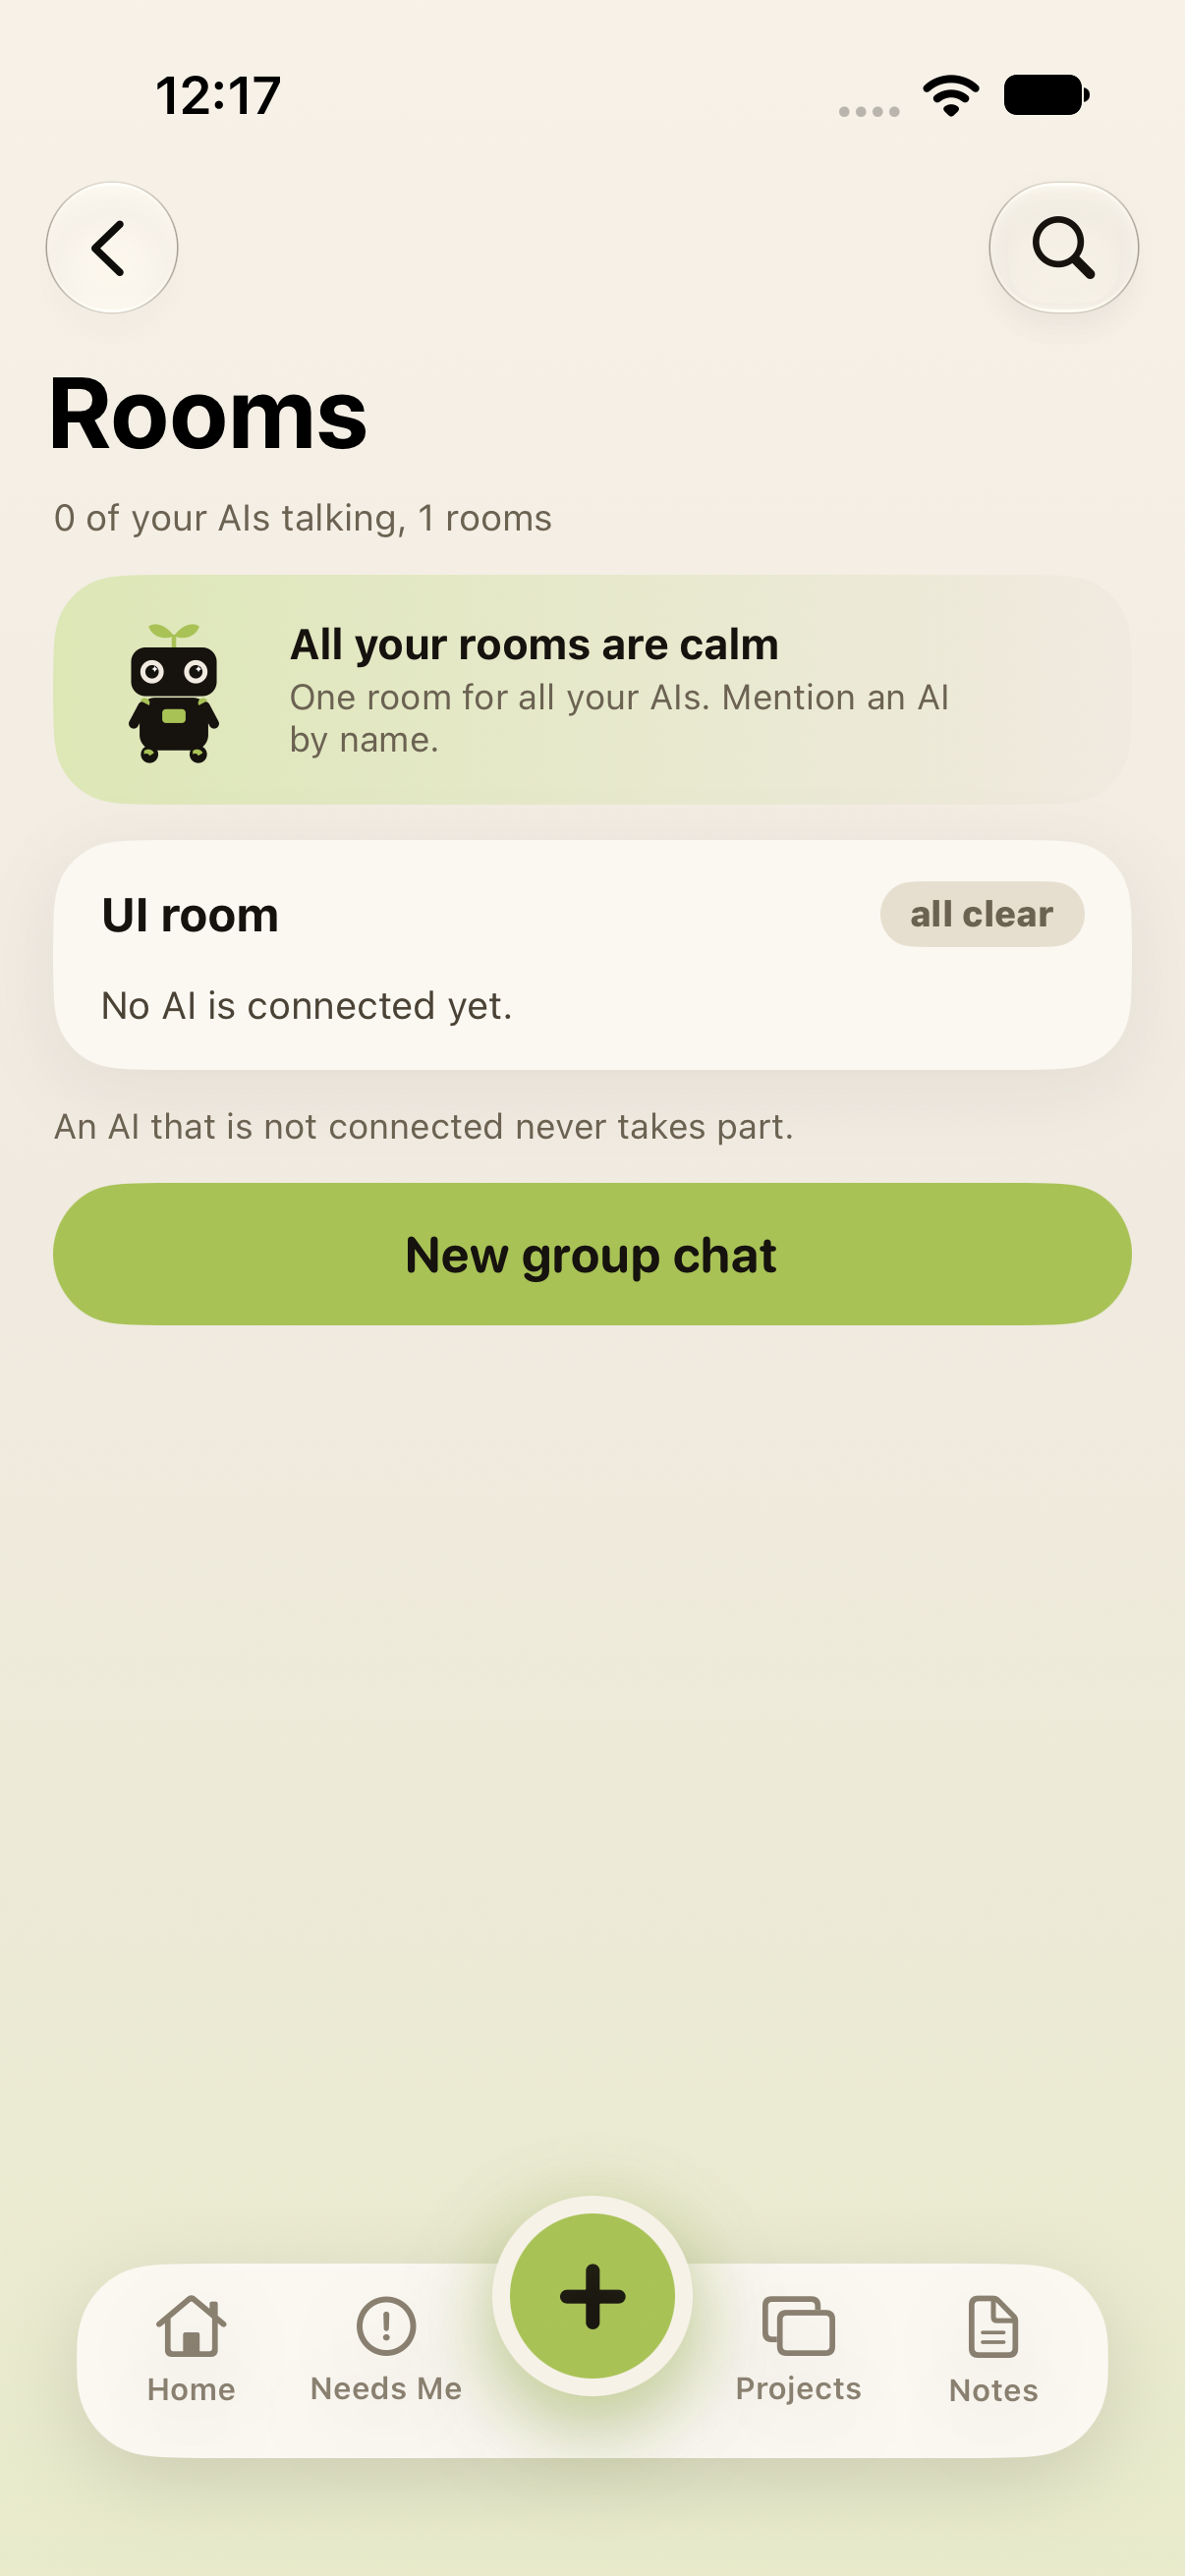 12:17
Rooms
0 of your AIs talking, 1 rooms
All your rooms are calm
One room for all your AIs. Mention an AI
by name.
UI room
all clear
No AI is connected yet.
An AI that is not connected never takes part.
New group chat
Home
Needs Me
Projects
Notes